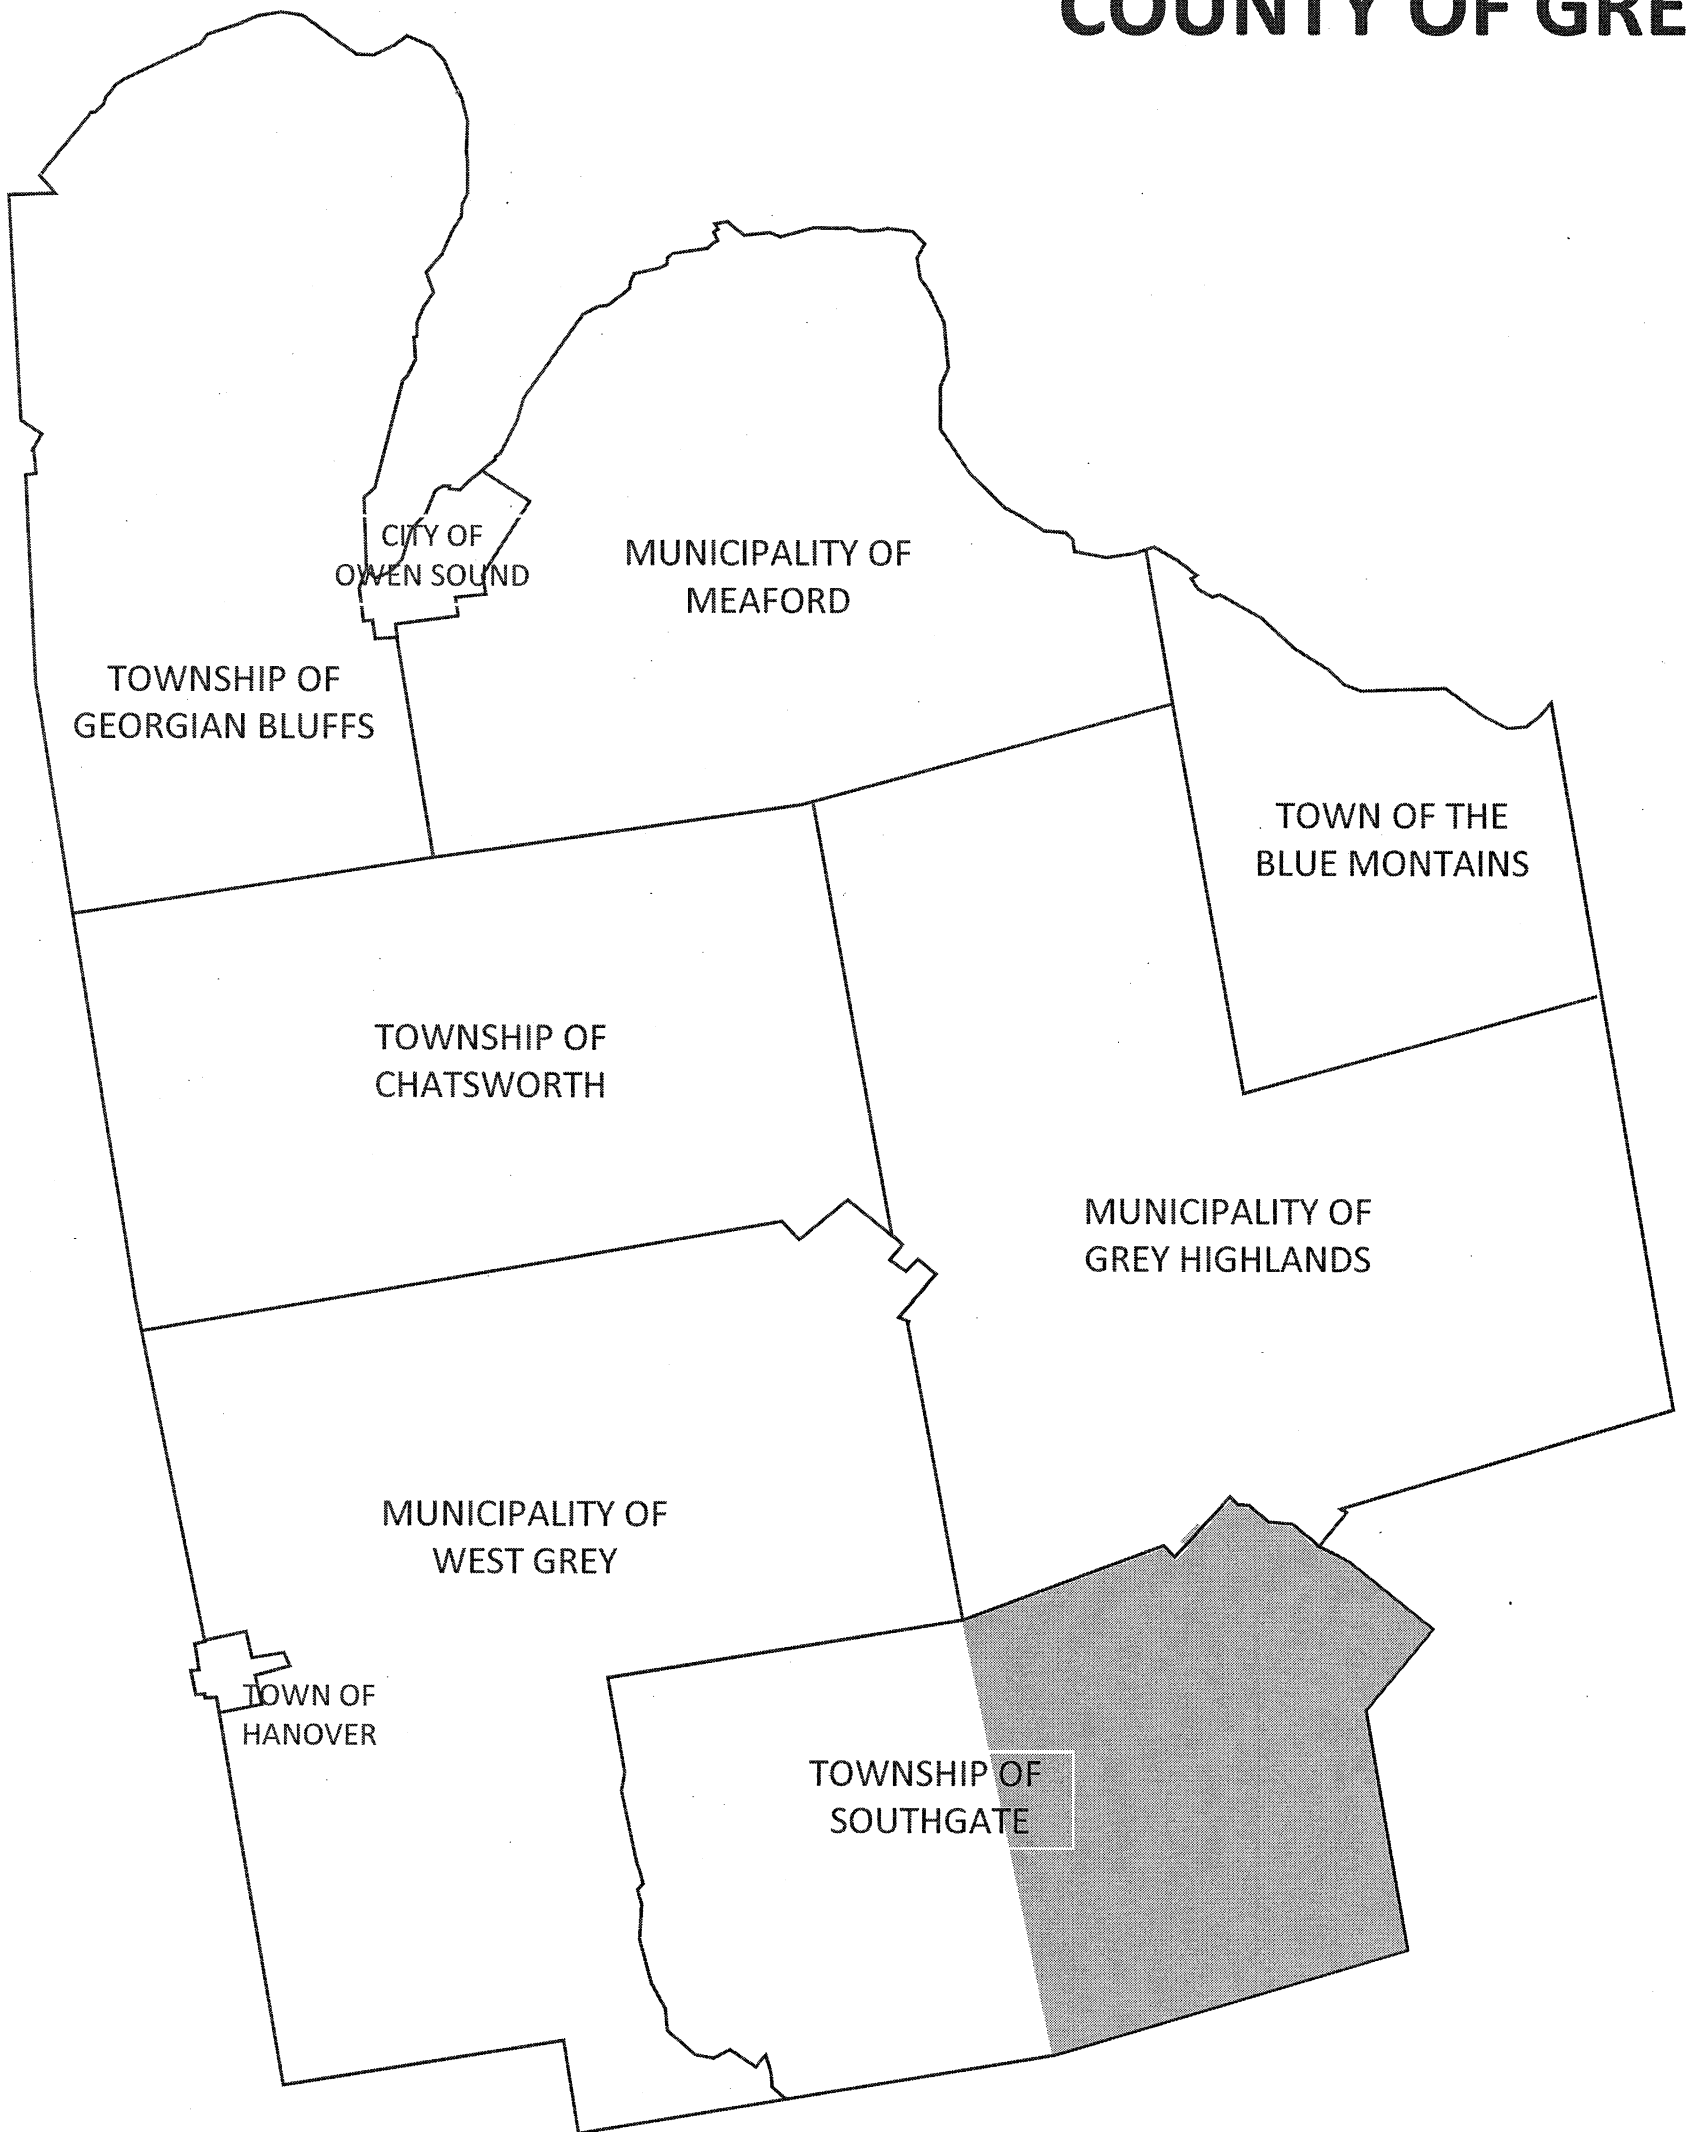 COUNTY OF GRE
CITY OF
OWEN SOUND
MUNICIPALITY OF
MEAFORD
TOWNSHIP OF
GEORGIAN BLUFFS
TOWN OF THE
BLUE MONTAINS
TOWNSHIP OF
CHATSWORTH
MUNICIPALITY OF
GREY HIGHLANDS
MUNICIPALITY OF
WEST GREY
TOWN OF
HANOVER
TOWNSHIP OF
SOUTHGATE